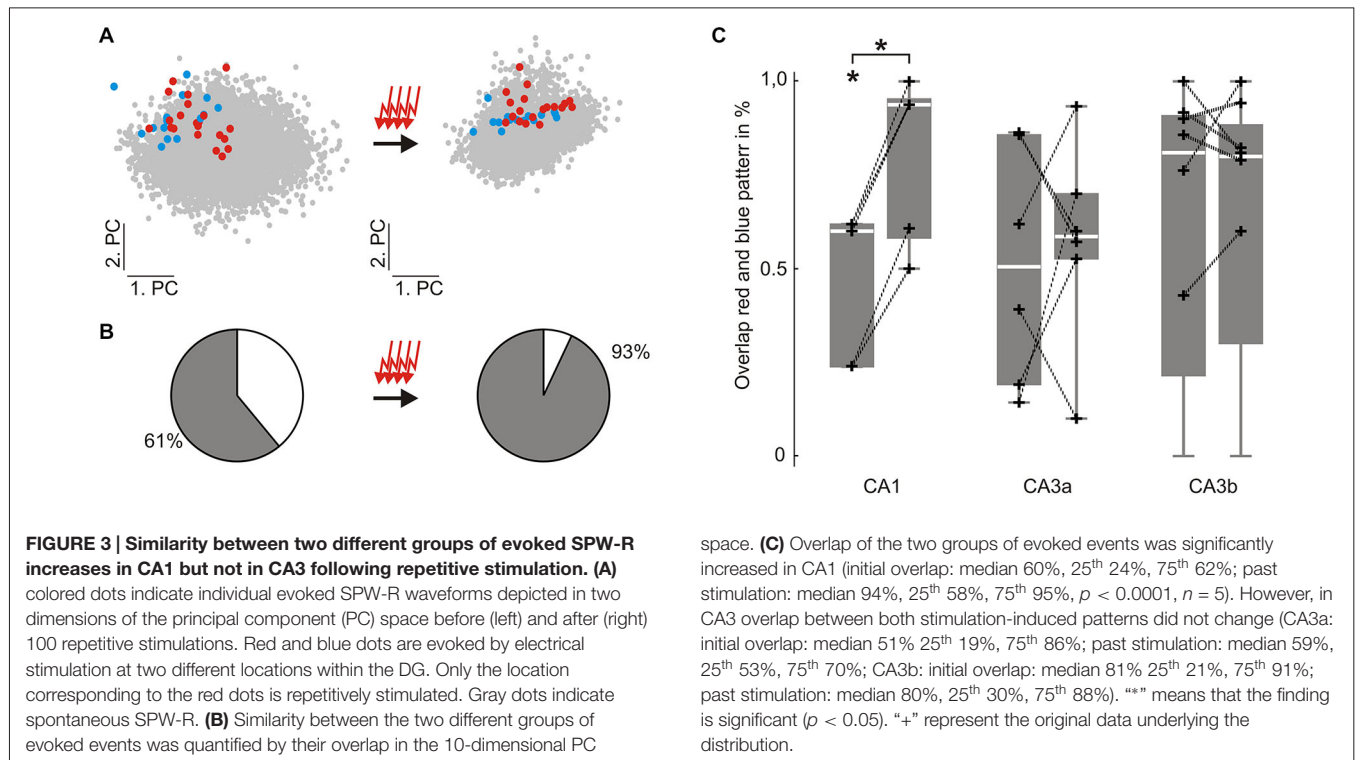 A
2. PC
1. PC
2. PC
1. PC
B
61%
93%
C
*
*
1,0
0.5
0
Overlap red and blue patterr in %
CA1
CA3a
CA3b
FIGURE 3 | Similarity between two different groups of evoked SPW-R
increases in CA1 but not in CA3 following repetitive stimulation. (A)
colored dots indicate individual evoked SPW-R waveforms depicted in two
dimensions of the principal component (PC) space before (left) and after (right)
100 repetitive stimulations. Red and blue dots are evoked by electrical
stimulation at two different locations within the DG. Only the location
corresponding to the red dots is repetitively stimulated. Gray dots indicate
spontaneous SPW-R. (B) Similarity between the two different groups of
evoked events was quantified by their overlap in the 10-dimensional PC
space. (C) Overlap of the two groups of evoked events was significantly
increased in CA1 (initial overlap: median 60%, 25th 24%, 75th 62%; past
stimulation: median 94%, 25th 58%, 75th 95%, p < 0.0001, n = 5). However, in
CA3 overlap between both stimulation-induced patterns did not change (CA3a:
initial overlap: median 51% 25th 19%, 75th 86%; past stimulation: median 59%,
25th 53%, 75th 70%; CA3b: initial overlap: median 81% 25th 21%, 75th 91%;
past stimulation: median 80%, 25th 30%, 75th 88%). “*” means that the finding
is significant (p < 0.05). “+” represent the original data underlying the
distribution.